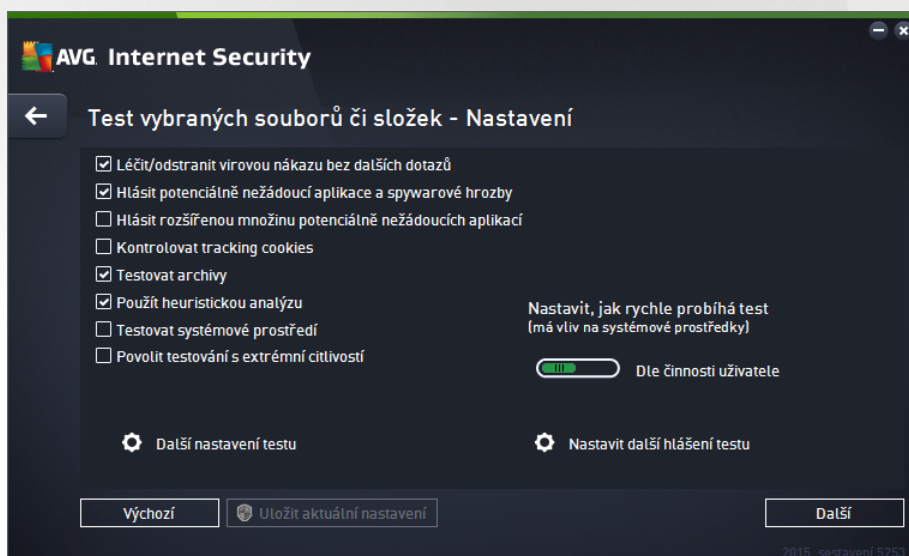 AVG. Internet Security
Test vybraných souborů či složek - Nastavení
Léčit/odstranit virovou nákazu bez dalších dotazů
Hlásit potenciálně nežádoucí aplikace a spywarové hrozby
Hlásit rozšířenou množinu potenciálně nežádoucích aplikací
Kontrolovat tracking cookies
Testovat archivy
Použít heuristickou analýzu
Testovat systémové prostředí
Povolit testování s extrémní citlivostí
Nastavit, jak rychle probíhá test
(má vliv na systémové prostředky)
Dle činnosti uživatele
Další nastavení testu
Nastavit další hlášení testu
Výchozí
Uložit aktuální nastavení
Další
2015, sestavení 5253